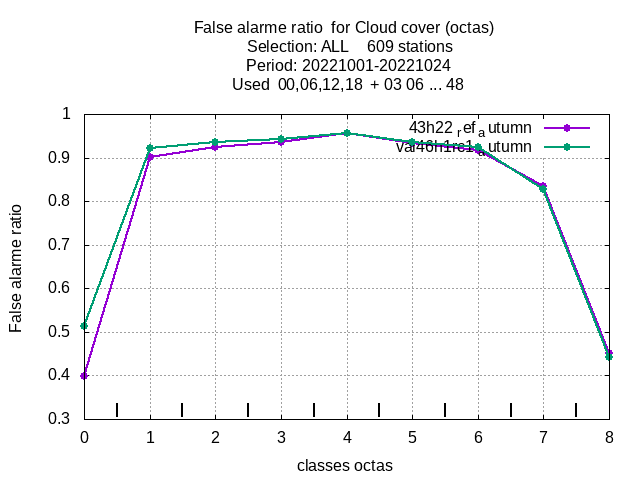 False alarme ratio for Cloud cover (octas)
Selection: ALL 609 stations
Period: 20221001-20221024
Used 00,06,12,18 + 03 06 ... 48
1
0.9
0.8
0.7
0.6
0.5
0.4
0.3
False alarme ratio
43h22 ref a utumn
utumn
0 1 2 3 4 5 6 7 8
classes octas